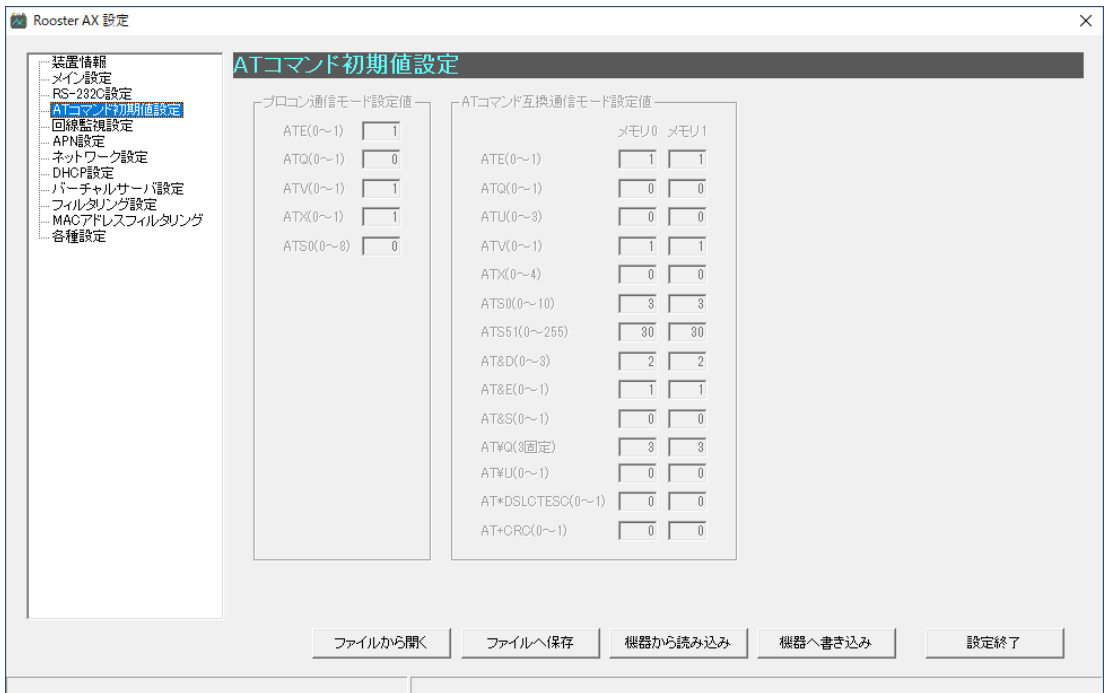 Rooster AX 設定
装置情報
メイン設定
RS-232C設定
ATコマンド初期値設定
回線監視設定
APN設定
ネットワーク設定
DHCP設定
バーチャルサーバ設定
フィルタリング設定
MACアドレスフィルタリング
各種設定
ATコマンド初期値設定
プロコン通信モード設定値
ATE(0～1) 1
ATQ(0～1) 0
ATV(0～1) 1
ATX(0～1) 1
ATS0(0～8) 0
ATコマンド互換通信モード設定値
メモリ0 メモリ1
ATE(0～1) 1 1
ATQ(0～1) 0 0
ATU(0～3) 0 0
ATV(0～1) 1 1
ATX(0～4) 0 0
ATS0(0～10) 3 3
ATS51(0～255) 30 30
AT&D(0～3) 2 2
AT&E(0～1) 1 1
AT&S(0～1) 0 0
AT¥Q(3固定) 3 3
AT¥U(0～1) 0 0
AT*DSLCTESC(0～1) 0 0
AT+CRC(0～1) 0 0
ファイルから開く ファイルへ保存 機器から読み込み 機器へ書き込み 設定終了